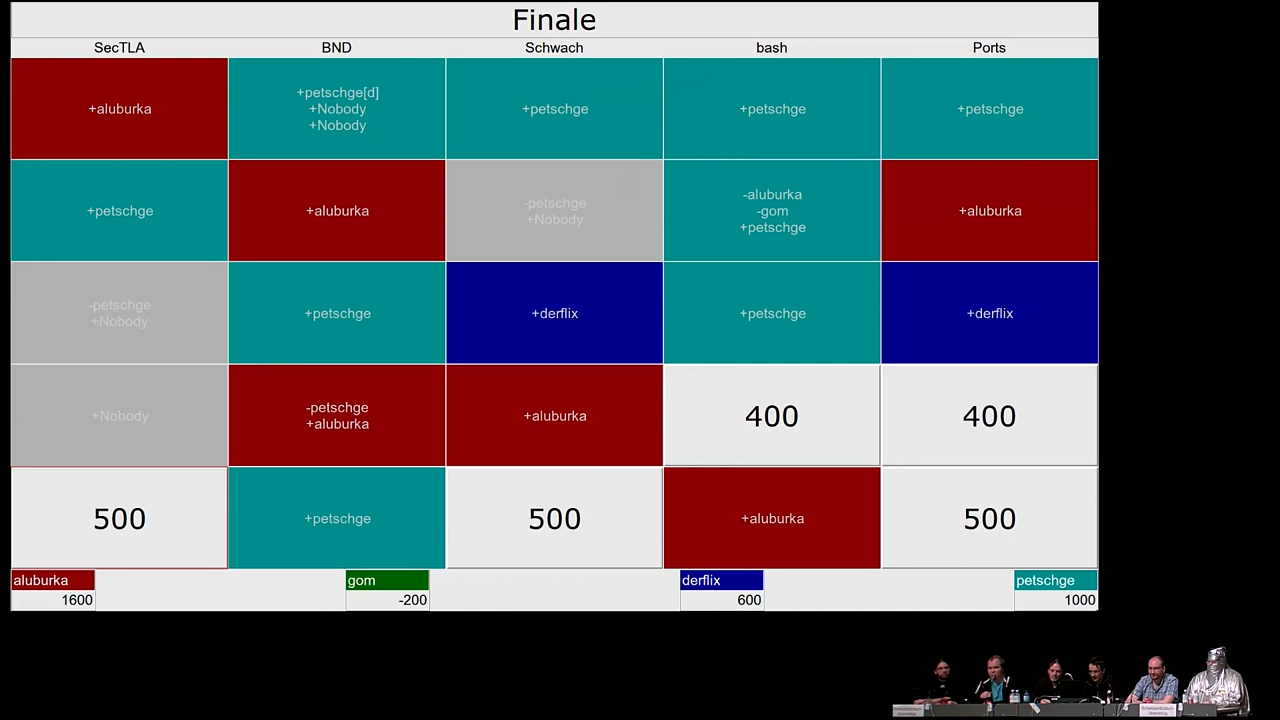 Finale
SecTLA BND Schwach bash Ports
+aluburka
+petschge[d]
+Nobody
+Nobody
+petschge
+petschge
+petschge
+petschge
+aluburka
-petschge
+Nobody
-aluburka
-gom
+petschge
+aluburka
-petschge
+Nobody
+petschge
+derflix
+petschge
+derflix
+Nobody
-petschge
+aluburka
+aluburka
400
400
500
+petschge
500
+aluburka
500
aluburka gom derflix petschge
1600 -200 600 1000